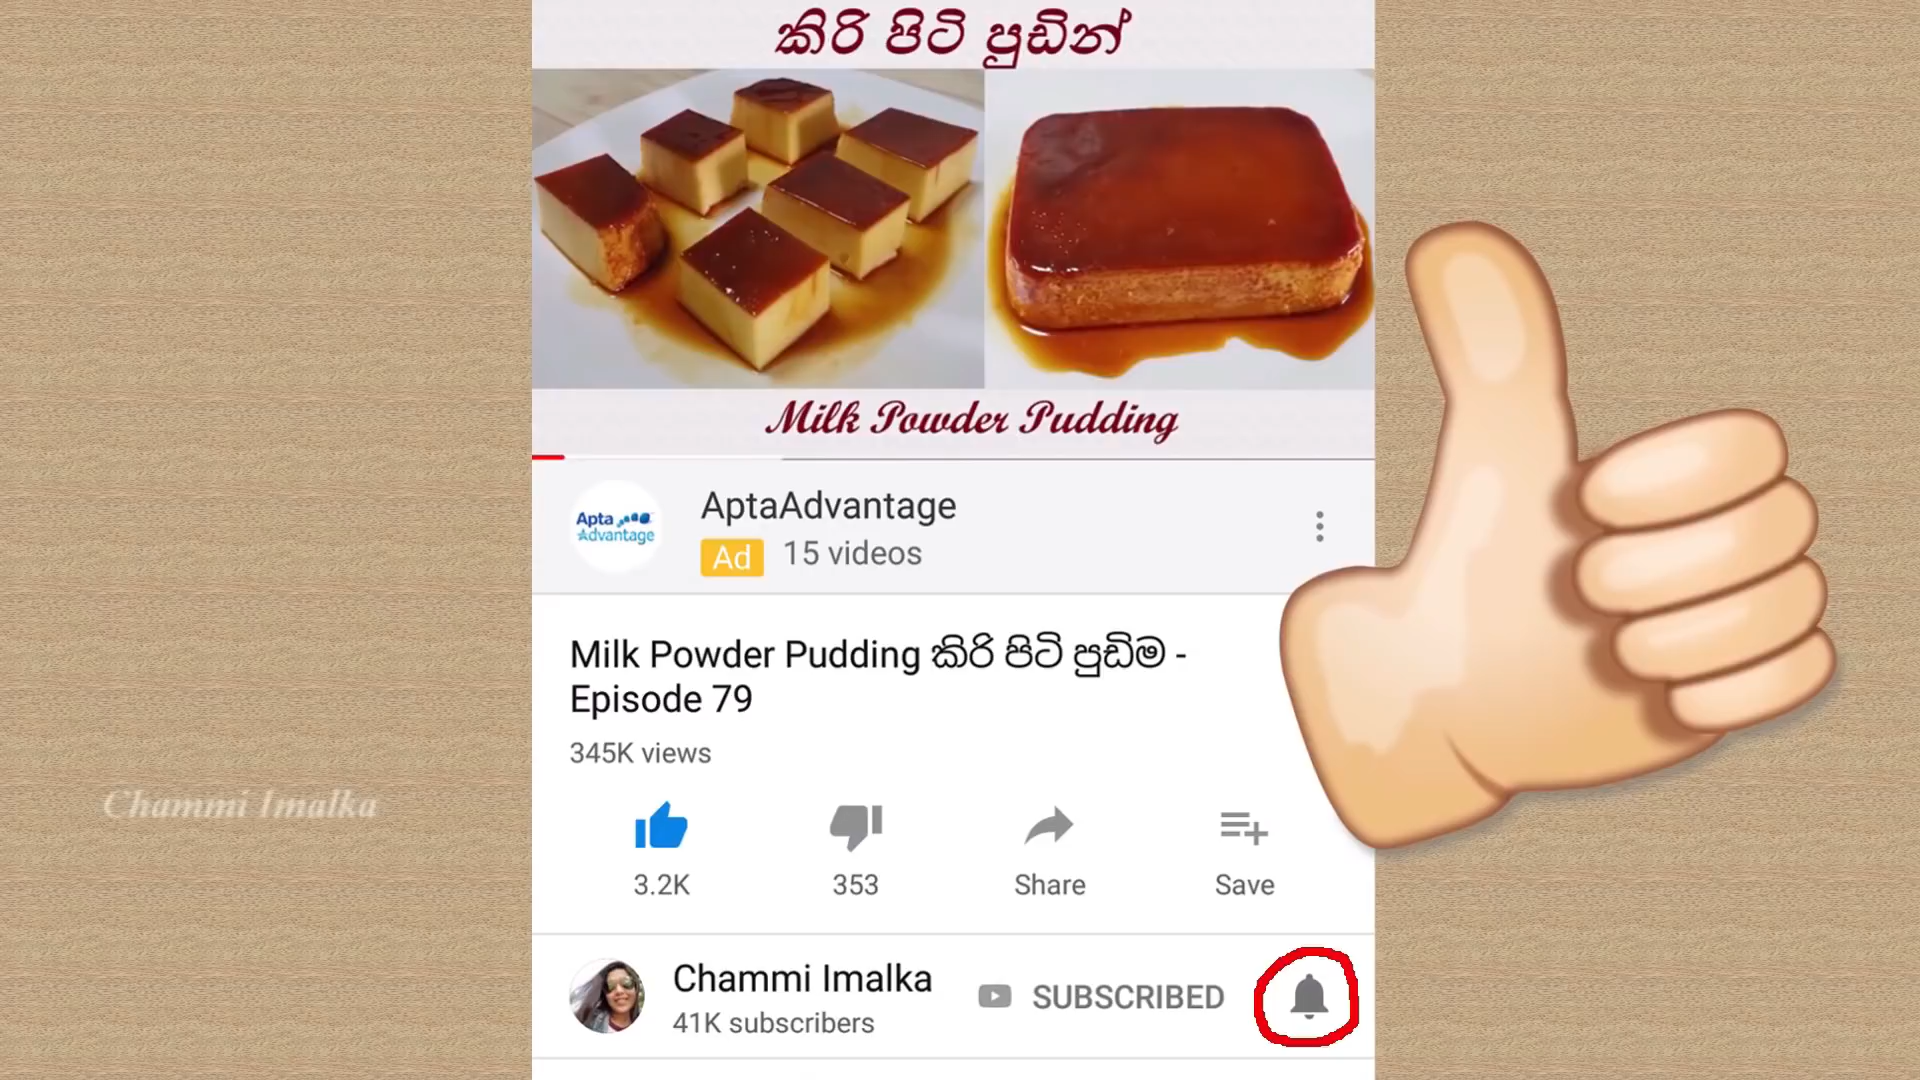 කිරි පිටි පුඩින්
Milk Powder Pudding
Apta
Advantage
AptaAdvantage
Ad 15 videos
Milk Powder Pudding කිරි පිටි පුඩිම -
Episode 79
345K views
3.2K 353 Share Save
Chammi Imalka
Chammi Imalka SUBSCRIBED
41K subscribers